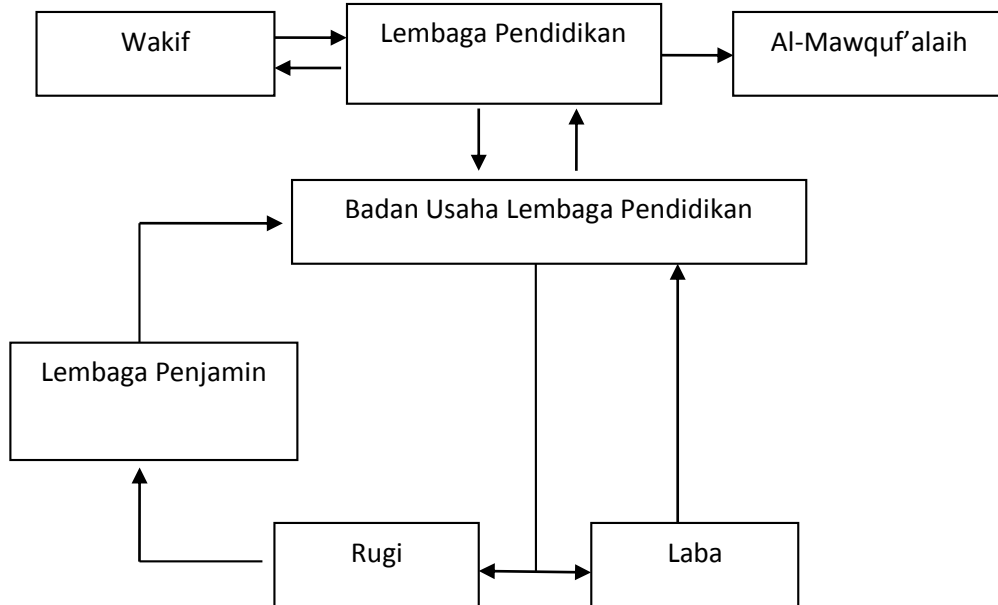 Wakif
Lembaga Pendidikan
Al-Mawquf’alaih
Badan Usaha Lembaga Pendidikan
Lembaga Penjamin
Rugi
Laba